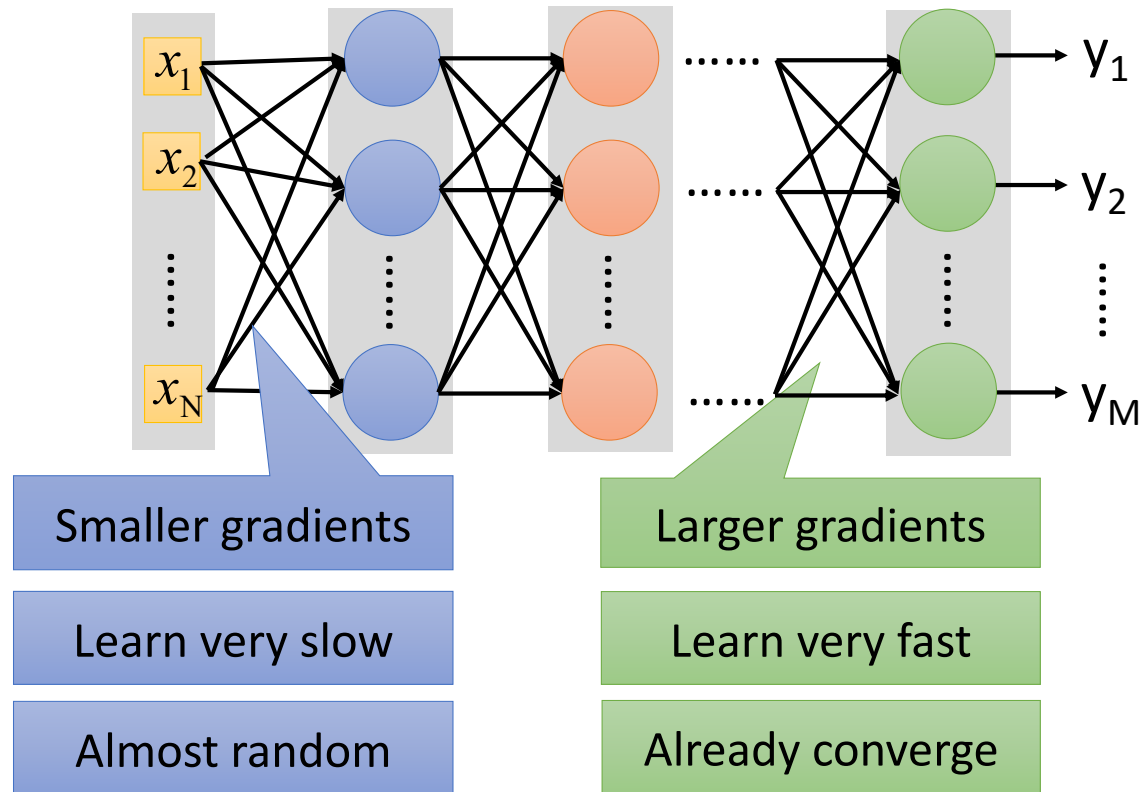 x1
y1
x2
y2
xN
yM
Smaller gradients
Larger gradients
Learn very slow
Learn very fast
Almost random
Already converge